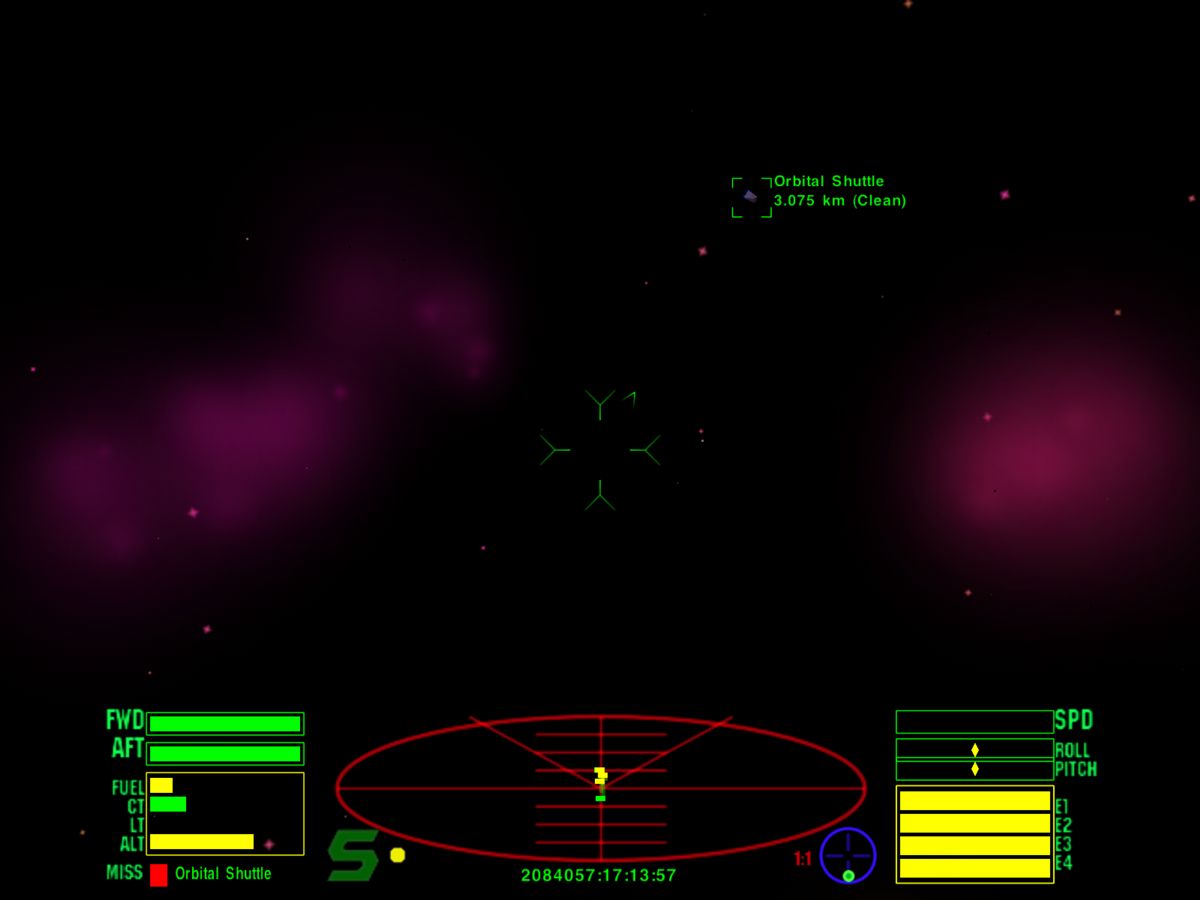 Orbital Shuttle
3.075 km (Clean)
FWD
AFT
FUEL
CT
LT
ALT
MISS Orbital Shuttle
S
2084057:17:13:57
1:1
SPD
ROLL
PITCH
E1
E2
E3
E4